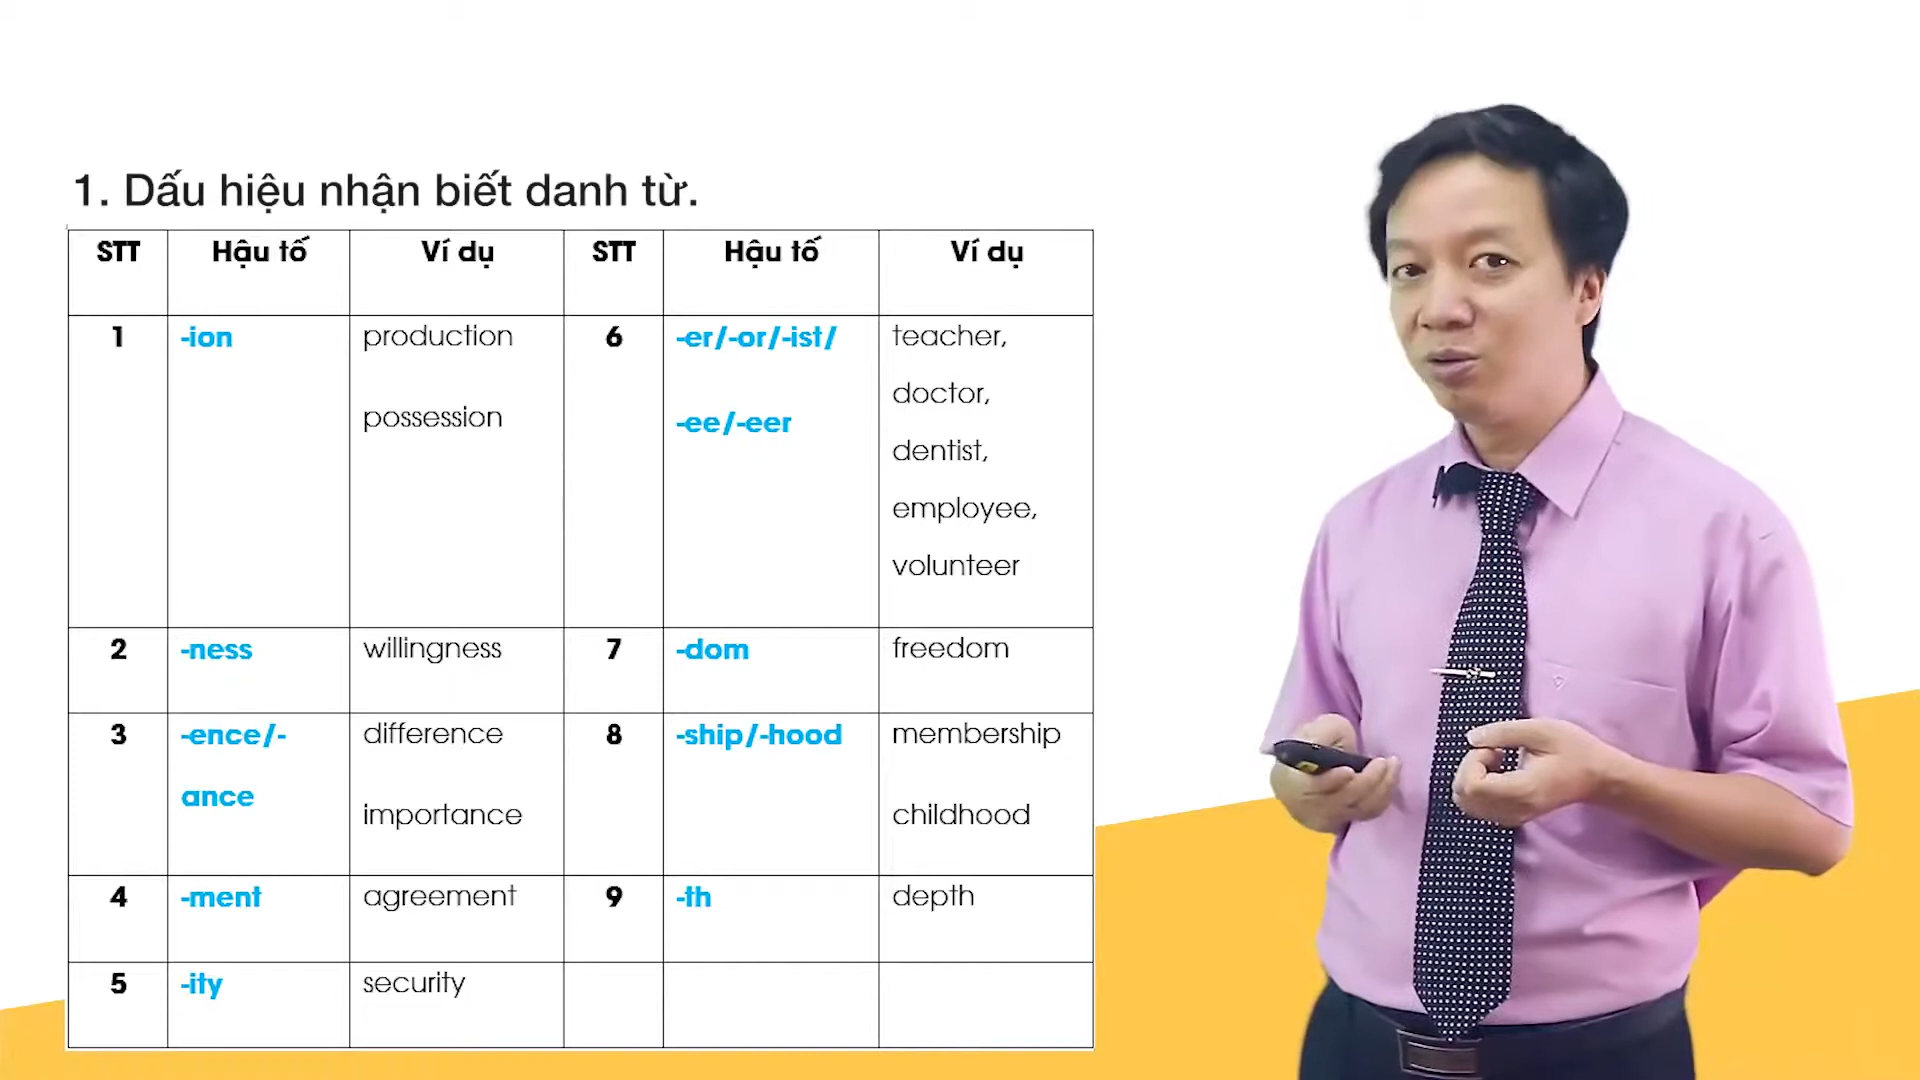 1. Dấu hiệu nhận biết danh từ.
STT Hậu tố Ví dụ STT Hậu tố Ví dụ
1 -ion production 6 -er/-or/-ist/ teacher,
doctor,
possession -ee/-eer
dentist,
employee,
volunteer
2 -ness willingness 7 -dom freedom
3 -ence/- difference 8 -ship/-hood membership
ance importance childhood
4 -ment agreement 9 -th depth
5 -ity security